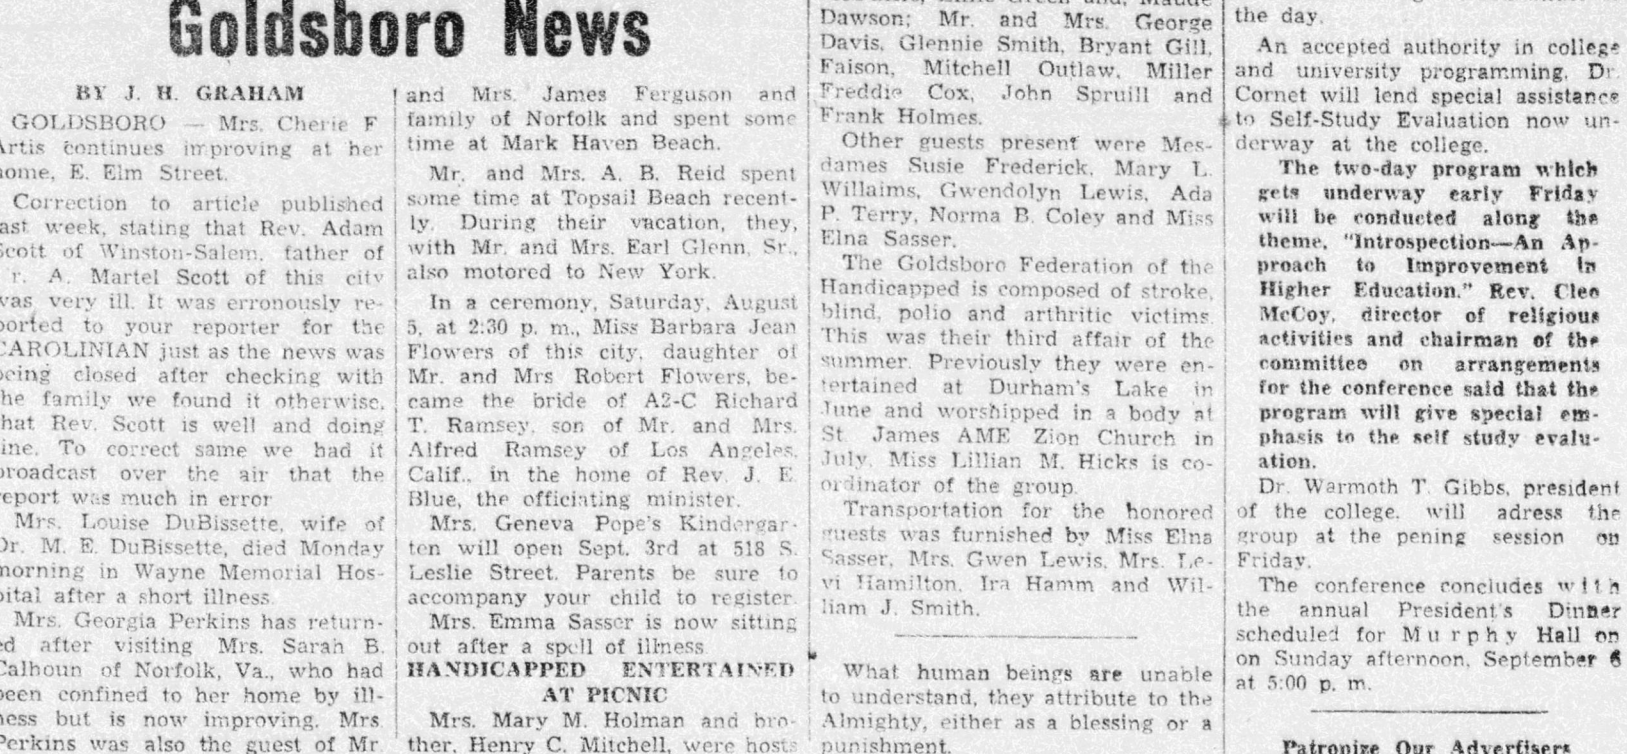 Goldsboro News
BY J. H. GRAHAM
GOLDSBORO — Mrs. Cherie F
Artis continues improving at her
home, E. Elm Street.
Correction to article published
last week, stating that Rev. Adam
Scott of Winston-Salem, father of
r. A. Martel Scott of this city
was very ill. It was erronously re-
ported to your reporter for the
CAROLINIAN just as the news was
being closed after checking with
the family we found it otherwise,
that Rev. Scott is well and doing
fine. To correct same we had it
broadcast over the air that the
report was much in error
Mrs. Louise DuBissette, wife of
Dr. M. E. DuBissette, died Monday
morning in Wayne Memorial Hos-
pital after a short illness.
Mrs. Georgia Perkins has return-
ed after visiting Mrs. Sarah B.
Calhoun of Norfolk, Va., who had
been confined to her home by ill-
ness but is now improving. Mrs.
Perkins was also the guest of Mr.
and Mrs. James Ferguson and
family of Norfolk and spent some
time at Mark Haven Beach.
Mr. and Mrs. A. B. Reid spent
some time at Topsail Beach recent-
ly. During their vacation, they,
with Mr. and Mrs. Earl Glenn, Sr.,
also motored to New York.
In a ceremony, Saturday, August
5, at 2:30 p. m., Miss Barbara Jean
Flowers of this city, daughter of
Mr. and Mrs Robert Flowers, be-
came the bride of A2-C Richard
T. Ramsey, son of Mr. and Mrs.
Alfred Ramsey of Los Angeles,
Calif., in the home of Rev. J. E.
Blue, the officiating minister.
Mrs. Geneva Pope's Kindergar-
ten will open Sept. 3rd at 518 S.
Leslie Street. Parents be sure to
accompany your child to register.
Mrs. Emma Sasser is now sitting
out after a spell of illness
HANDICAPPED ENTERTAINED
AT PICNIC
Mrs. Mary M. Holman and bro-
ther, Henry C. Mitchell, were hosts
Green and, Maude
Dawson; Mr. and Mrs. George
Davis, Glennie Smith, Bryant Gill,
Faison, Mitchell Outlaw, Miller
Freddie Cox, John Spruill and
Frank Holmes.
Other guests present were Mes-
dames Susie Frederick, Mary L.
Willaims, Gwendolyn Lewis, Ada
P. Terry, Norma B. Coley and Miss
Elna Sasser.
The Goldsboro Federation of the
Handicapped is composed of stroke,
blind, polio and arthritic victims.
This was their third affair of the
summer. Previously they were en-
tertained at Durham's Lake in
June and worshipped in a body at
St. James AME Zion Church in
July. Miss Lillian M. Hicks is co-
ordinator of the group.
Transportation for the honored
guests was furnished by Miss Elna
Sasser, Mrs. Gwen Lewis, Mrs. Le-
vi Hamilton, Ira Hamm and Wil-
liam J. Smith.
What human beings are unable
to understand, they attribute to the
Almighty, either as a blessing or a
punishment.
the day.
An accepted authority in college
and university programming, Dr.
Cornet will lend special assistance
to Self-Study Evaluation now un-
derway at the college.
The two-day program which
gets underway early Friday
will be conducted along the
theme, "Introspection—An Ap-
proach to Improvement in
Higher Education." Rev. Cleo
McCoy, director of religious
activities and chairman of the
committee on arrangements
for the conference said that the
program will give special em-
phasis to the self study evalu-
ation.
Dr. Warmoth T. Gibbs, president
of the college, will adress the
group at the pening session on
Friday.
The conference concludes with
the annual President's Dinner
scheduled for Murphy Hall on
on Sunday afternoon, September 6
at 5:00 p. m.
Patronize Our Advertisers